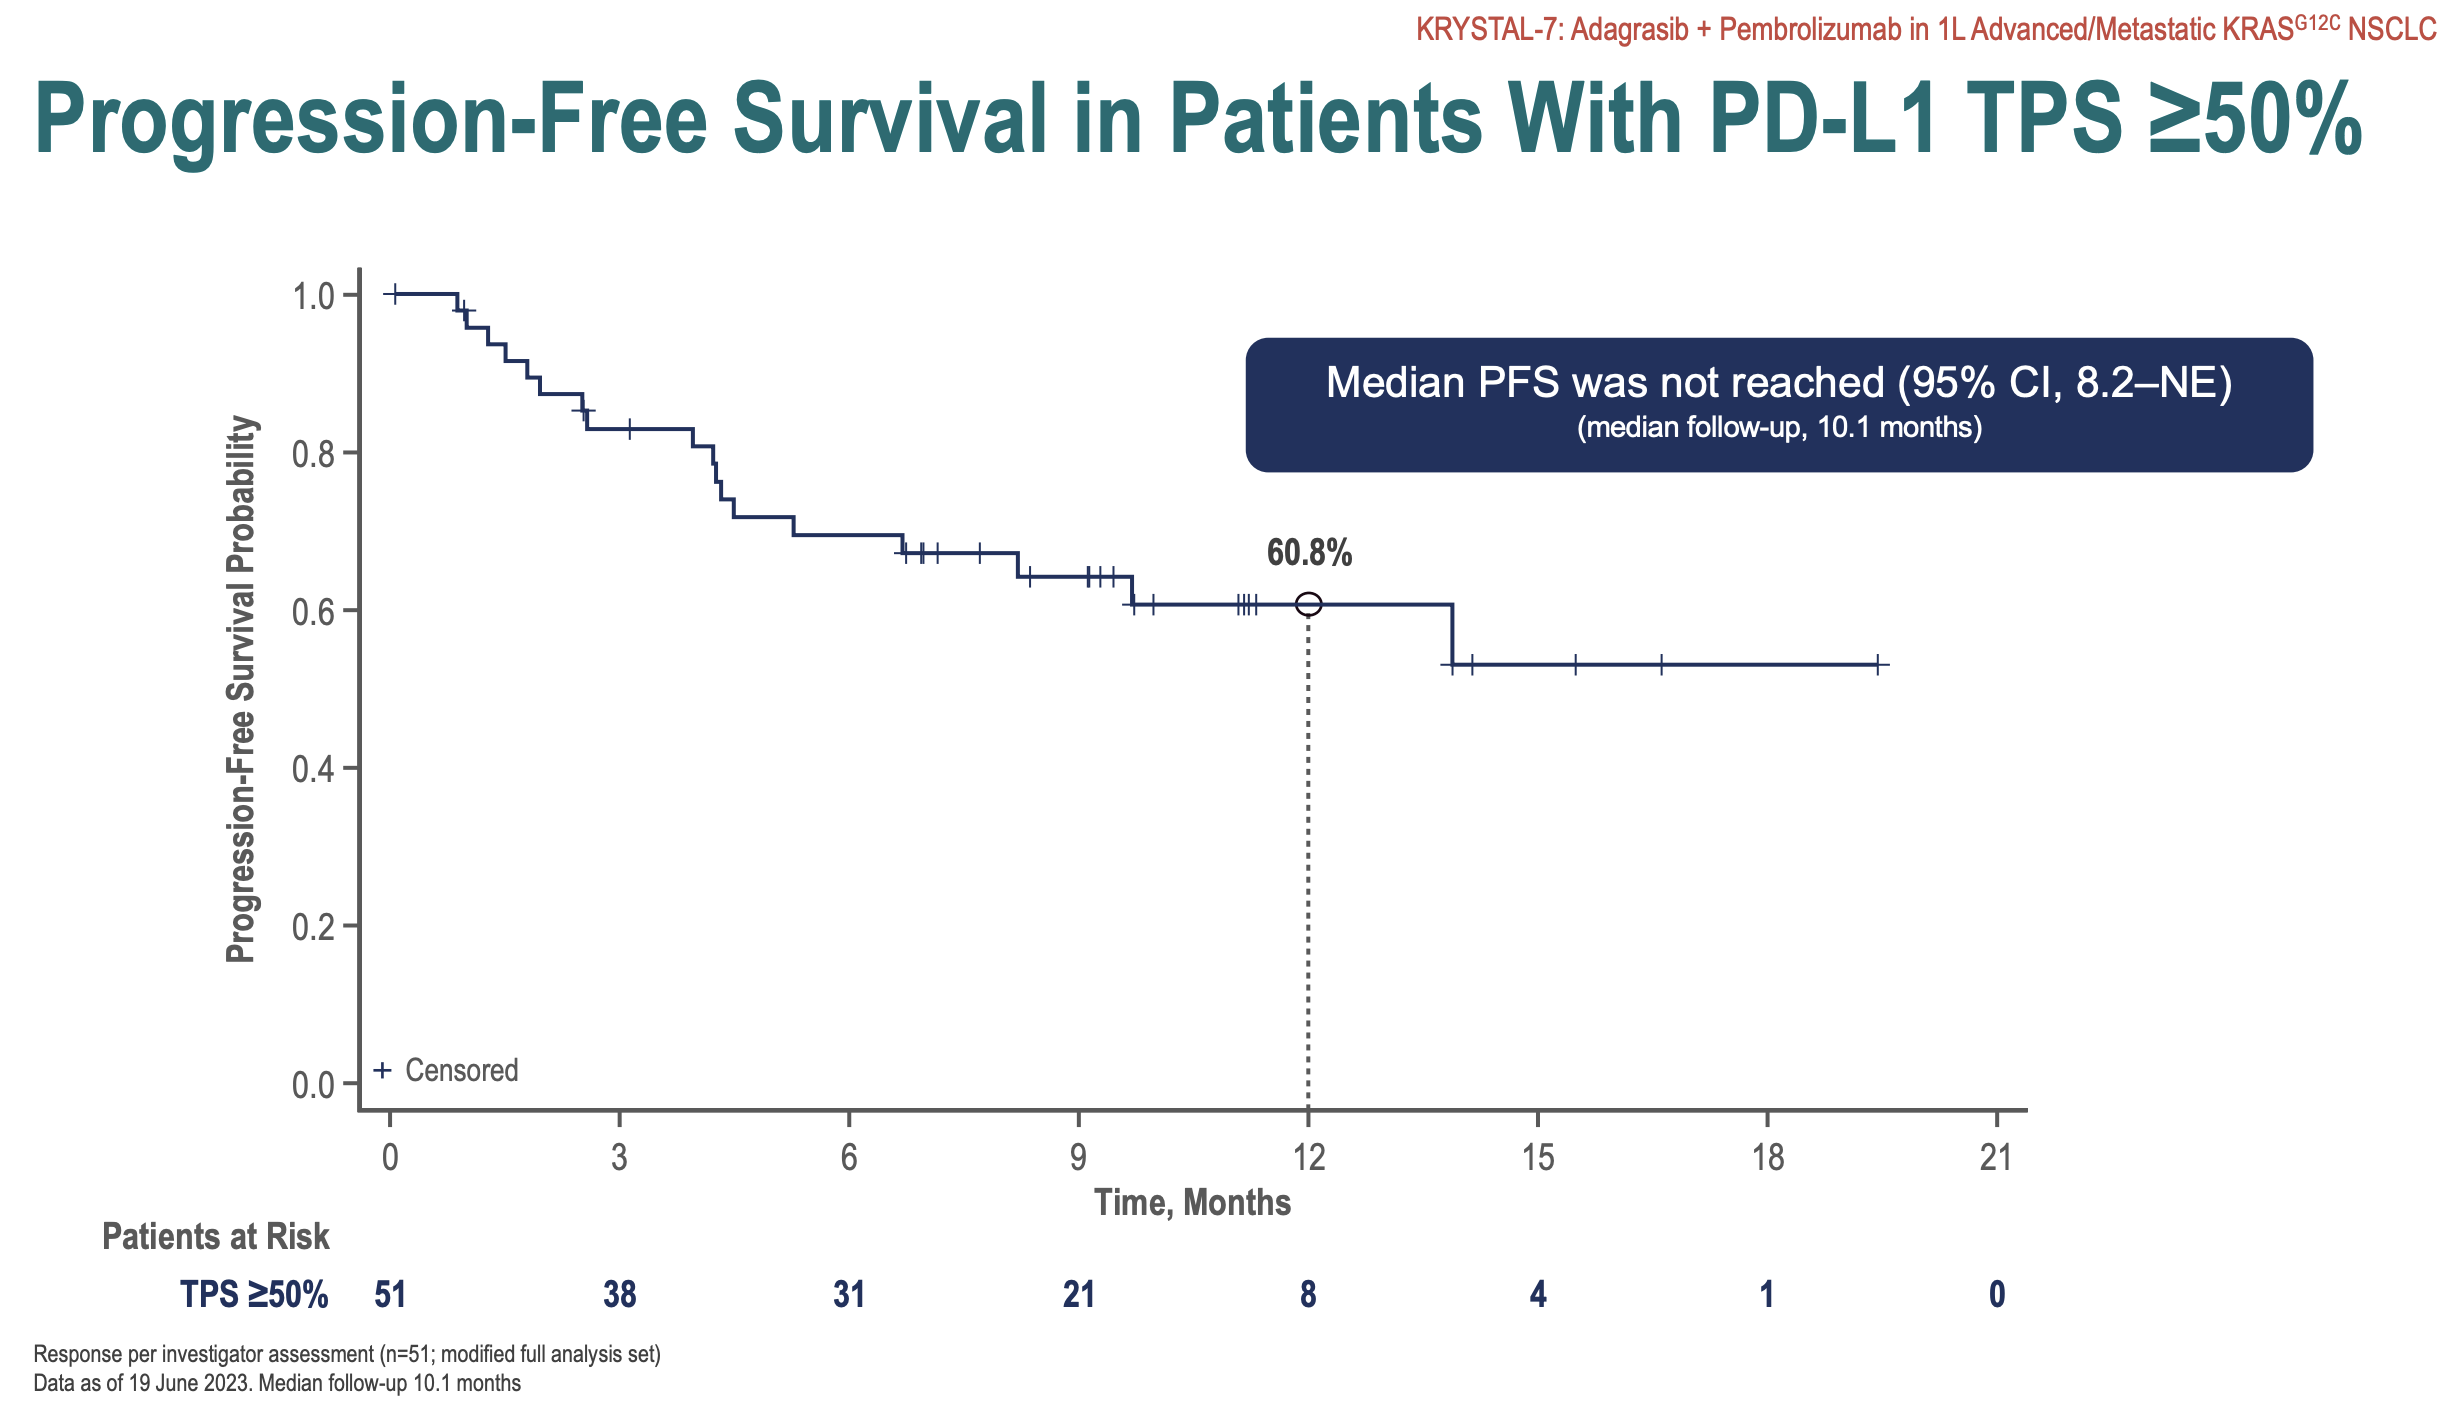 KRYSTAL-7: Adagrasib + Pembrolizumab in 1L Advanced/Metastatic KRASG12C NSCLC
Progression-Free Survival in Patients With PD-L1 TPS ≥50%
Median PFS was not reached (95% CI, 8.2–NE)
(median follow-up, 10.1 months)
Progression-Free Survival Probability
1.0
0.8
0.6
0.4
0.2
0.0
60.8%
+ Censored
0 3 6 9 12 15 18 21
Time, Months
Patients at Risk
TPS ≥50% 51 38 31 21 8 4 1 0
Response per investigator assessment (n=51; modified full analysis set)
Data as of 19 June 2023. Median follow-up 10.1 months